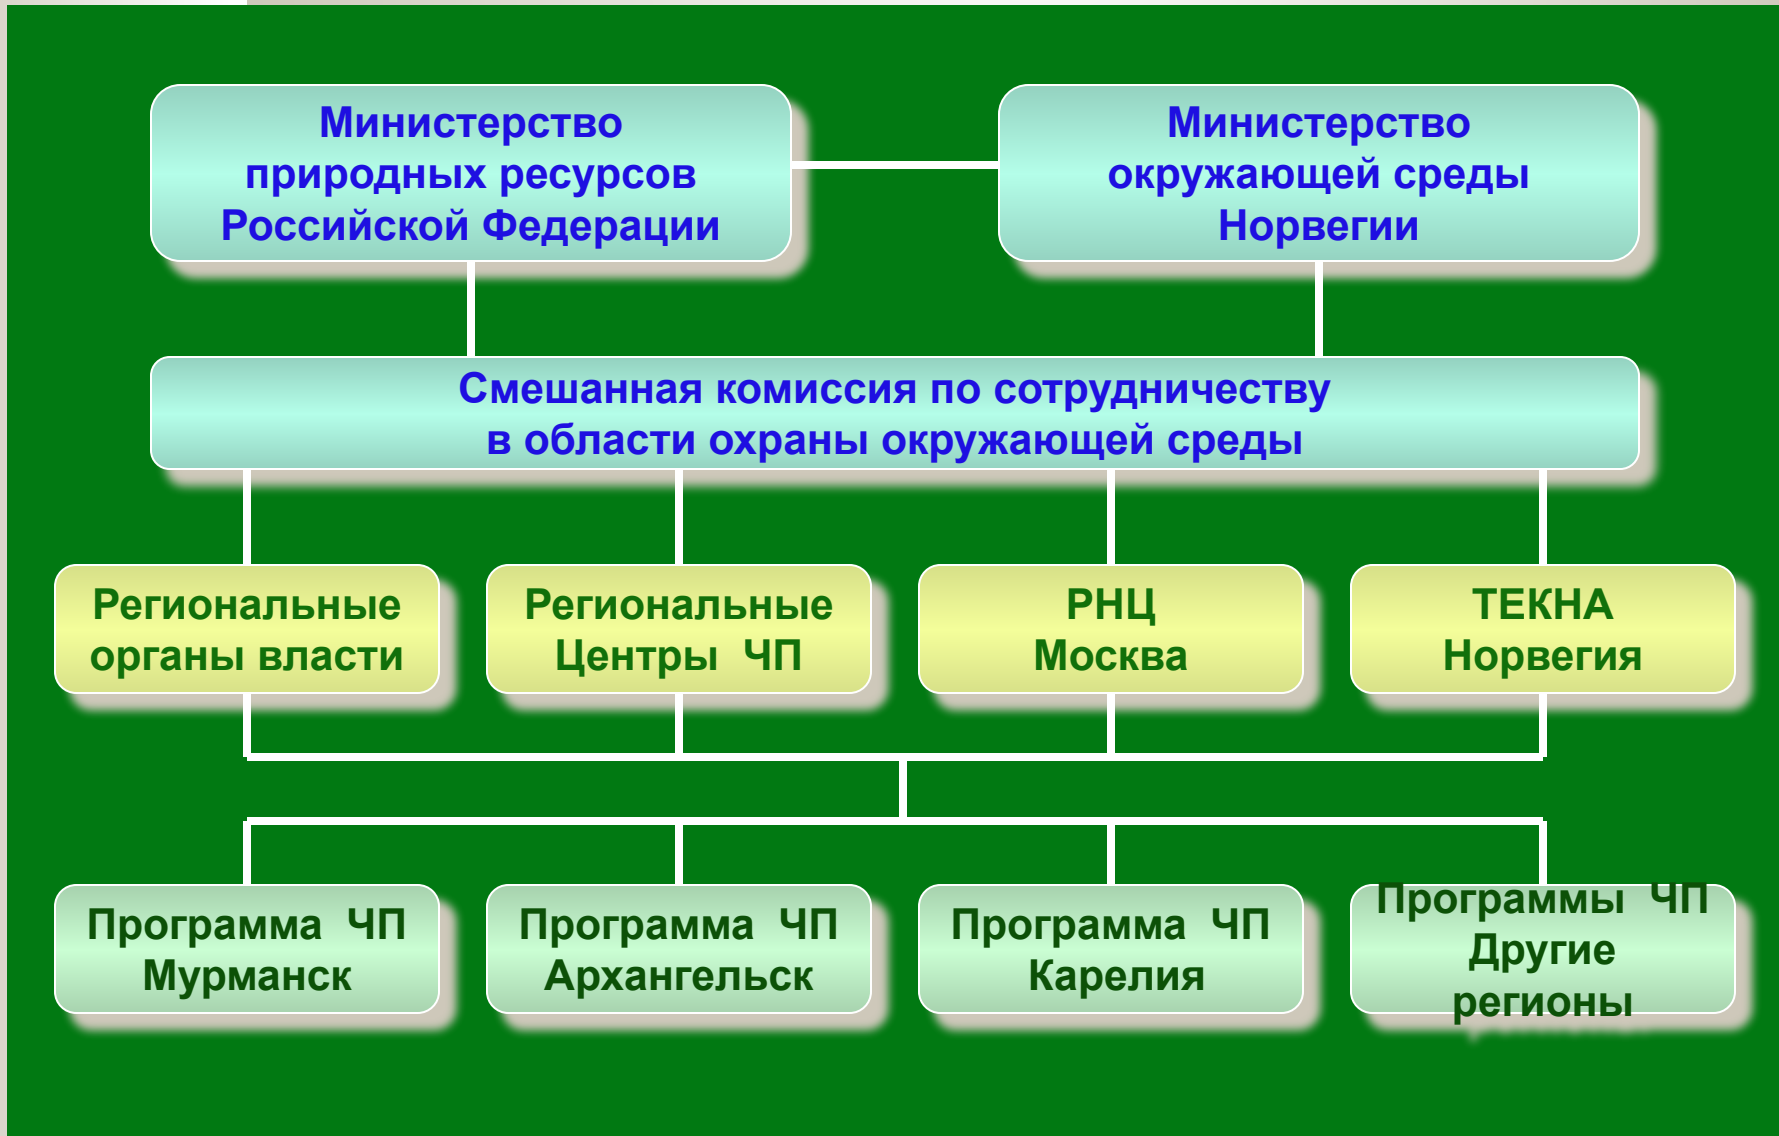 Министерство
природных ресурсов
Российской Федерации
Министерство
окружающей среды
Норвегии
Смешанная комиссия по сотрудничеству
в области охраны окружающей среды
Региональные
органы власти
Региональные
Центры ЧП
РНЦ
Москва
ТЕКНА
Норвегия
Программа ЧП
Мурманск
Программа ЧП
Архангельск
Программа ЧП
Карелия
Программы ЧП
Другие
регионы